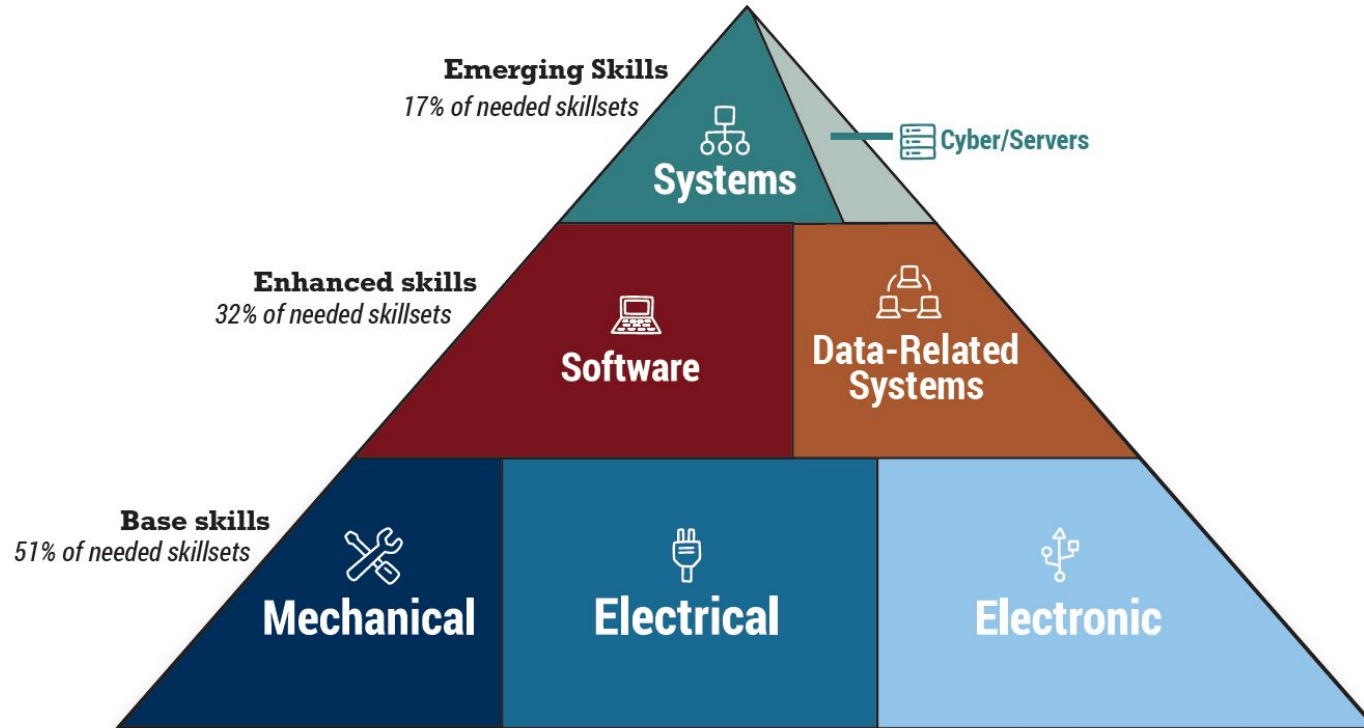 Emerging Skills
17% of needed skillsets
Cyber/Servers
Systems
Enhanced skills
32% of needed skillsets
Software
Data-Related
Systems
Base skills
51% of needed skillsets
Mechanical
Electrical
Electronic